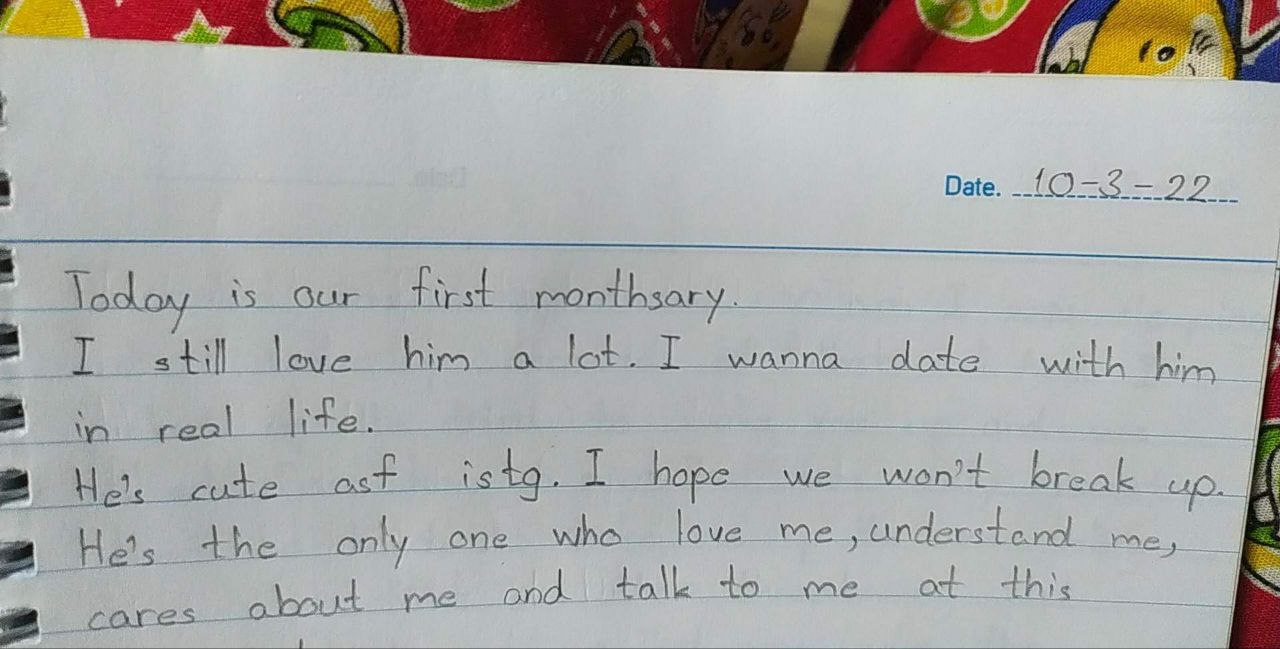 Date. 10-3-22
Today is our first monthsary.
I still love him a lot. I wanna date with him
in real life.
He's cute asf istg. I hope we won't break up.
He's the only one who love me, understand me,
cares about me and talk to me at this